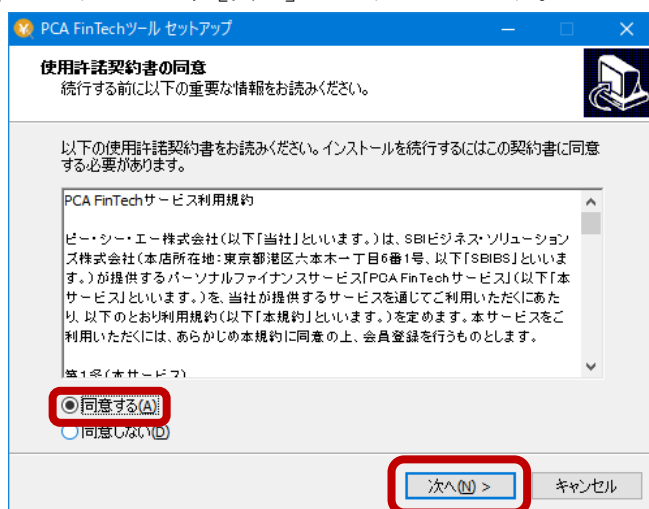 PCA FinTechツール セットアップ
使用許諾契約書の同意
続行する前に以下の重要な情報をお読みください。
以下の使用許諾契約書をお読みください。インストールを続行するにはこの契約書に同意
する必要があります。
PCA FinTechサービス利用規約
ピー・シー・エー株式会社(以下「当社」といいます。)は、SBIビジネス・ソリューション
ズ株式会社(本店所在地:東京都港区六本木一丁目6番1号、以下「SBIBS」といいま
す。)が提供するパーソナルファイナンスサービス「PCA FinTechサービス」(以下「本
サービス」といいます。)を、当社が提供するサービスを通じてご利用いただくにあた
り、以下のとおり利用規約(以下「本規約」といいます。)を定めます。本サービスをご
利用いただくには、あらかじめ本規約に同意の上、会員登録を行うものとします。
第1条(本サービス)
同意する(A)
同意しない(D)
次へ(N) >
キャンセル